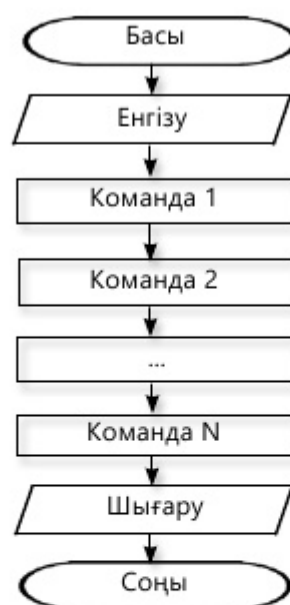 Басы
Енгізу
Команда 1
Команда 2
...
Команда N
Шығару
Соңы